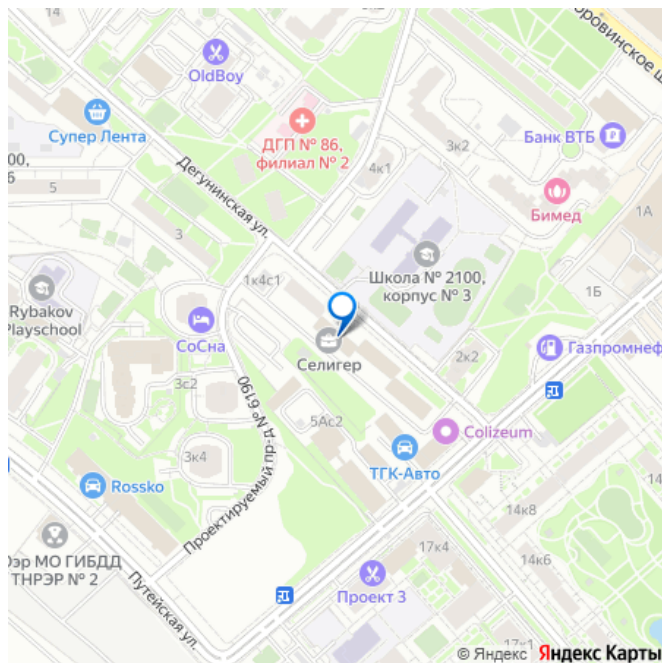 OldBoy
Супер Лента
ДГП № 86,
филиал № 2
4к1
3к2
Банк ВТБ
Бимед
1А
1Б
Дегунинская ул.
5
3
1к4с1
Школа № 2100,
корпус № 3
Rybakov
Playschool
СоСна
Селигер
2к2
Газпромнеф
3с2
5Ас2
Colizeum
ТГК-Авто
3к4
Rossko
Проектируемый пр-д № 6190
14к8
МО ГИБДД
ТНРЭР № 2
17к4
14к6
Путейская ул.
Проект 3
17к1
© Яндекс Яндекс Карты